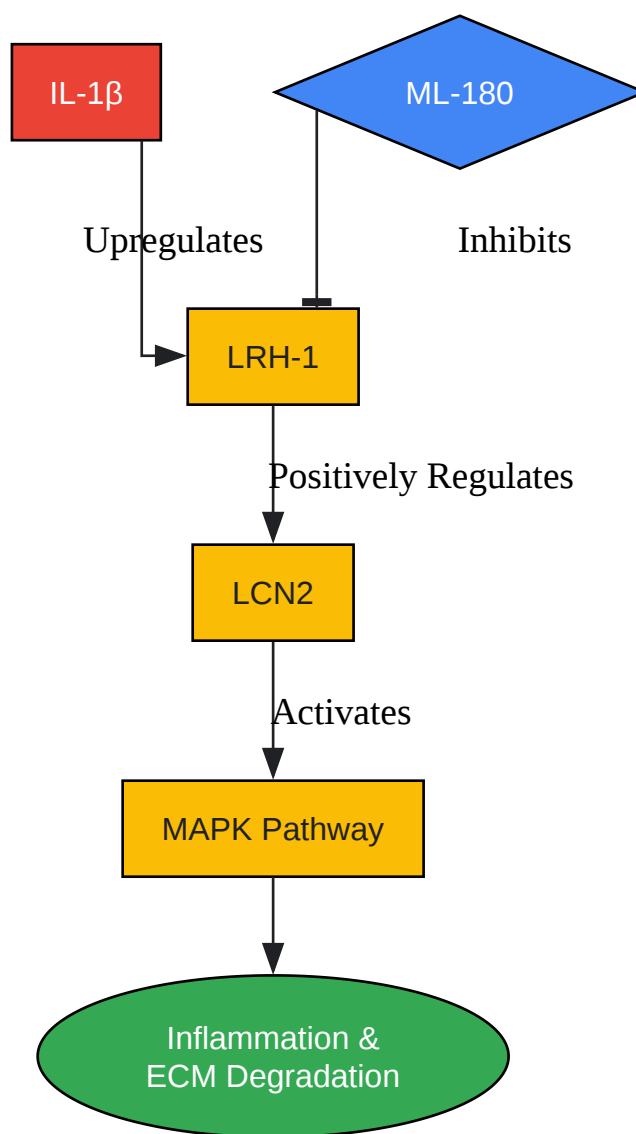 IL-1β
ML-180
Upregulates
Inhibits
LRH-1
Positively Regulates
LCN2
Activates
MAPK Pathway
Inflammation &
ECM Degradation